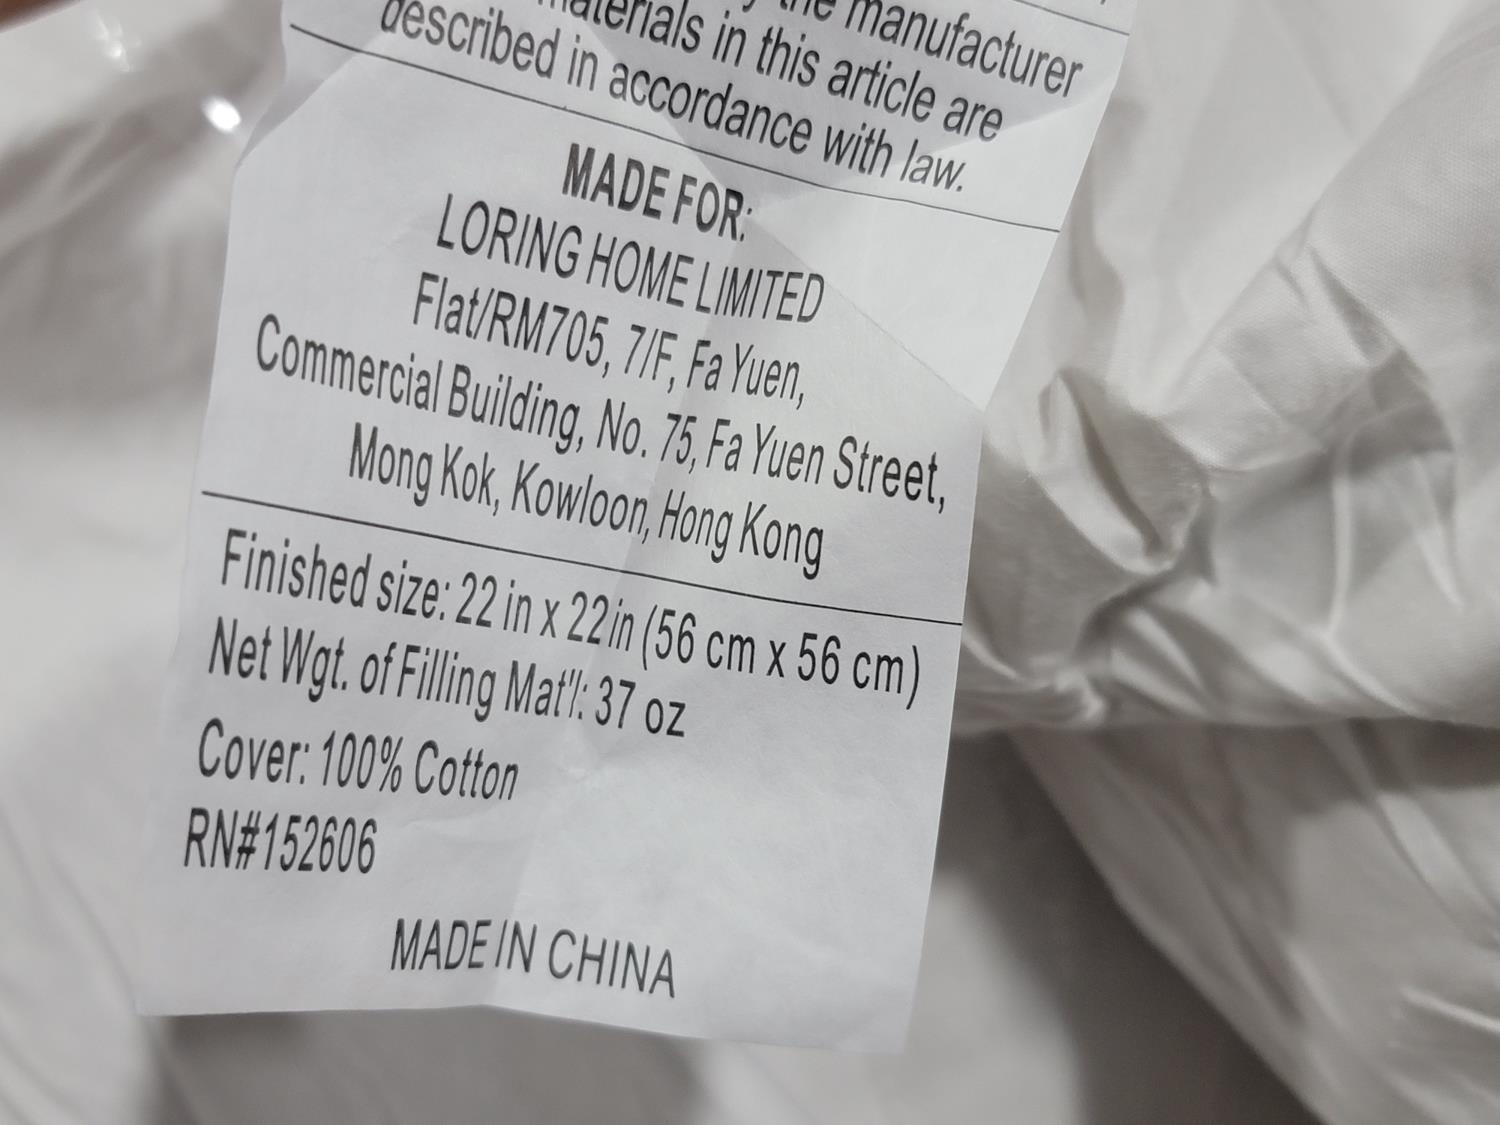 the manufacturer
materials in this article are
described in accordance with law.
MADE FOR:
LORING HOME LIMITED
Flat/RM705, 7/F, Fa Yuen,
Commercial Building, No. 75, Fa Yuen Street,
Mong Kok, Kowloon, Hong Kong
Finished size: 22 in x 22in (56 cm x 56 cm)
Net Wgt. of Filling Mat'l: 37 oz
Cover: 100% Cotton
RN#152606
MADE IN CHINA